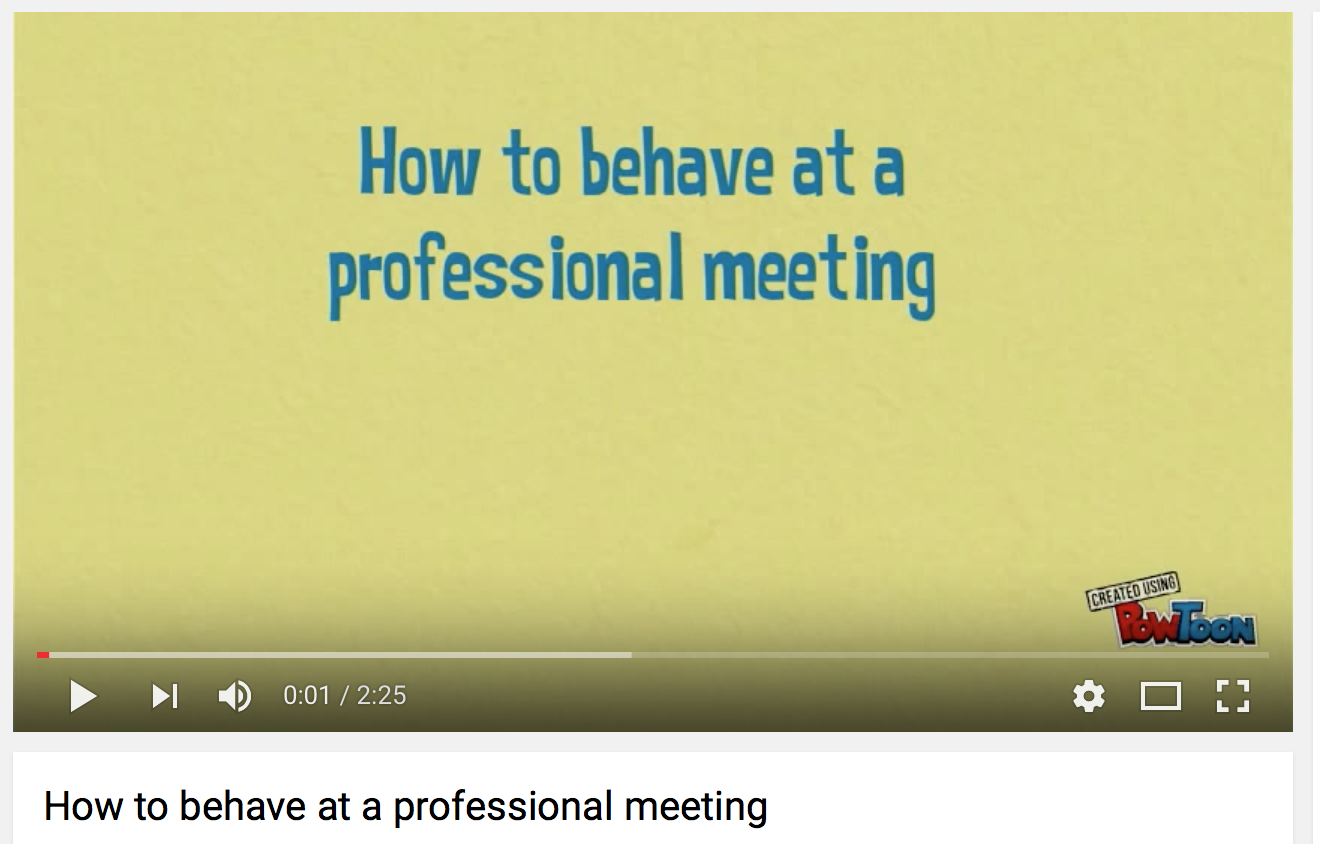 How to behave at a
professional meeting
CREATED USING
POWTOON
0:01 / 2:25
How to behave at a professional meeting